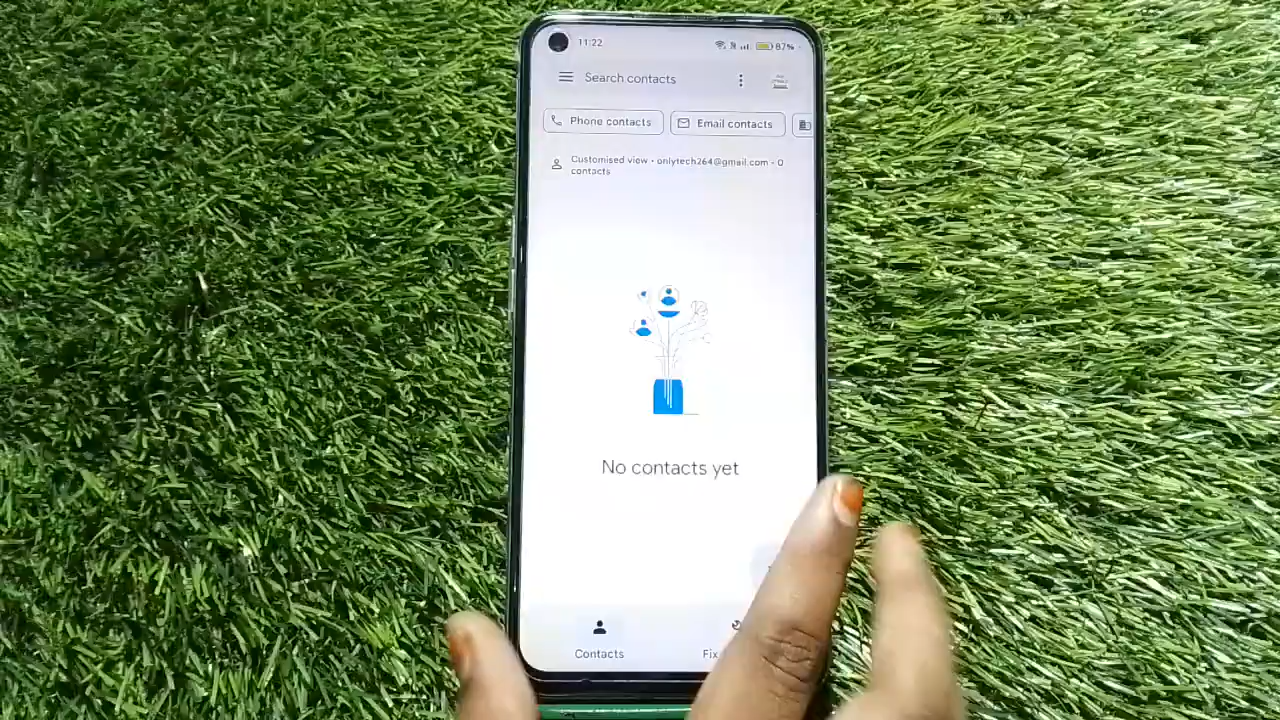 11:22
87%
Search contacts
Phone contacts
Email contacts
Customised view • onlytech264@gmail.com - 0
contacts
No contacts yet
Contacts
Fix